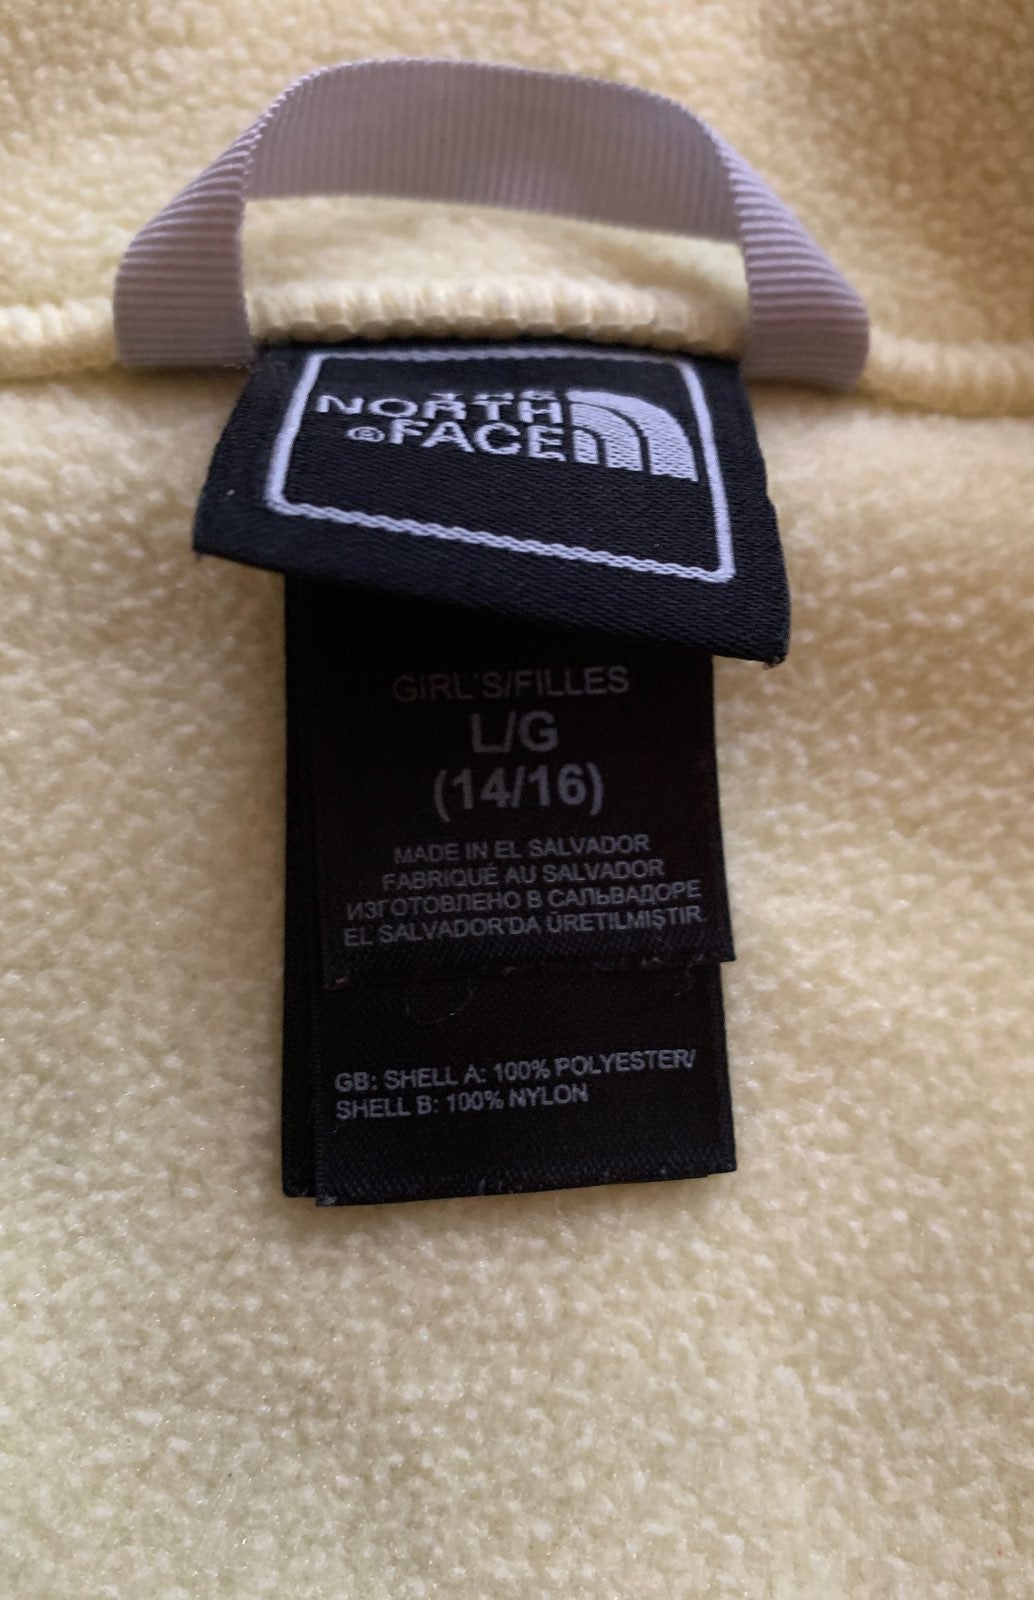 THE
NORTH
®FACE
GIRL'S/FILLES
L/G
(14/16)
MADE IN EL SALVADOR
FABRIQUÉ AU SALVADOR
ИЗГОТОВЛЕНО В САЛЬВАДОРЕ
EL SALVADOR'DA ÜRETILMIŞTIR.
GB: SHELL A: 100% POLYESTER/
SHELL B: 100% NYLON